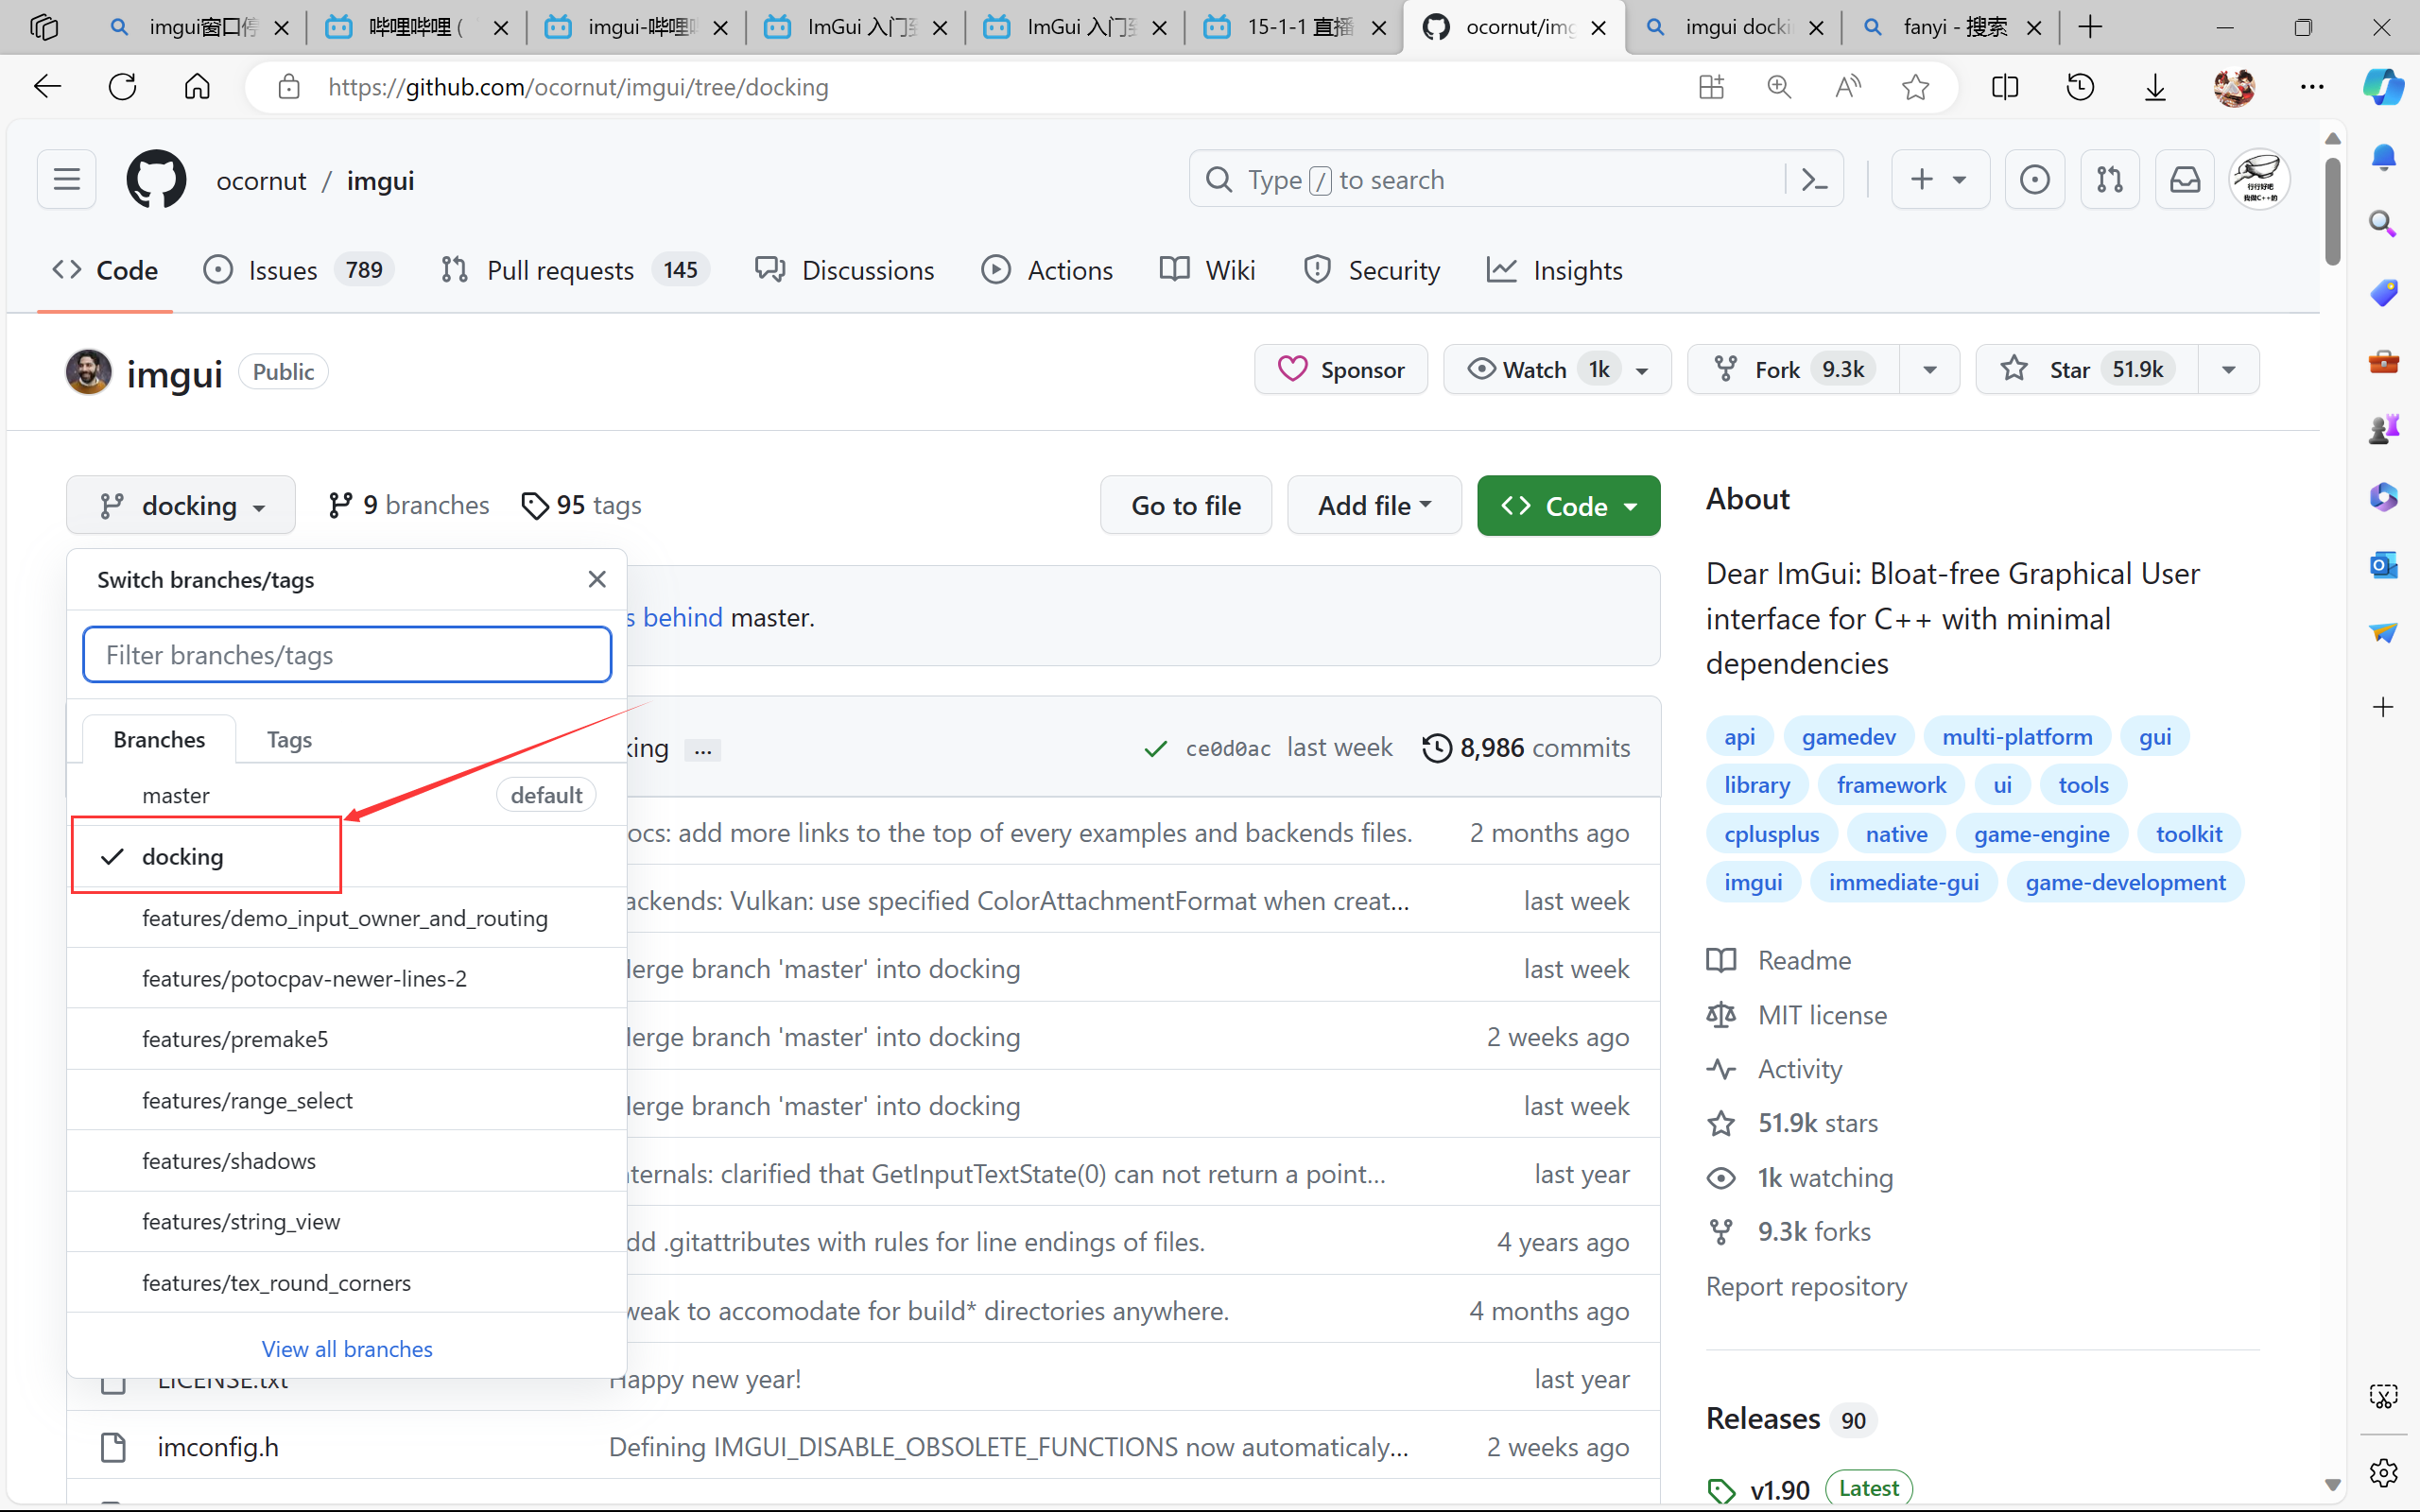 imgui窗口停
哔哩哔哩 (
imgui-哔哩哔
ImGui 入门到
ImGui 入门到
15-1-1 直播
ocornut/img
imgui docki
fanyi - 搜索
https://github.com/ocornut/imgui/tree/docking
ocornut / imgui
Type / to search
行行好吧
我做C++的
Code
Issues 789
Pull requests 145
Discussions
Actions
Wiki
Security
Insights
imgui Public
Sponsor
Watch 1k
Fork 9.3k
Star 51.9k
docking
9 branches
95 tags
Go to file
Add file
Code
Switch branches/tags
s behind master.
Filter branches/tags
Branches
Tags
king ...
ce0d0ac last week
8,986 commits
master default
docking
features/demo_input_owner_and_routing
features/potocpav-newer-lines-2
features/premake5
features/range_select
features/shadows
features/string_view
features/tex_round_corners
View all branches
ocs: add more links to the top of every examples and backends files. 2 months ago
ackends: Vulkan: use specified ColorAttachmentFormat when creat... last week
lerge branch 'master' into docking last week
lerge branch 'master' into docking 2 weeks ago
lerge branch 'master' into docking last week
ternals: clarified that GetInputTextState(0) can not return a point... last year
dd .gitattributes with rules for line endings of files. 4 years ago
weak to accomodate for build* directories anywhere. 4 months ago
LICENSE.txt Happy new year! last year
imconfig.h Defining IMGUI_DISABLE_OBSOLETE_FUNCTIONS now automaticaly... 2 weeks ago
About
Dear ImGui: Bloat-free Graphical User
interface for C++ with minimal
dependencies
api gamedev multi-platform gui
library framework ui tools
cplusplus native game-engine toolkit
imgui immediate-gui game-development
Readme
MIT license
Activity
51.9k stars
1k watching
9.3k forks
Report repository
Releases 90
v1.90 Latest